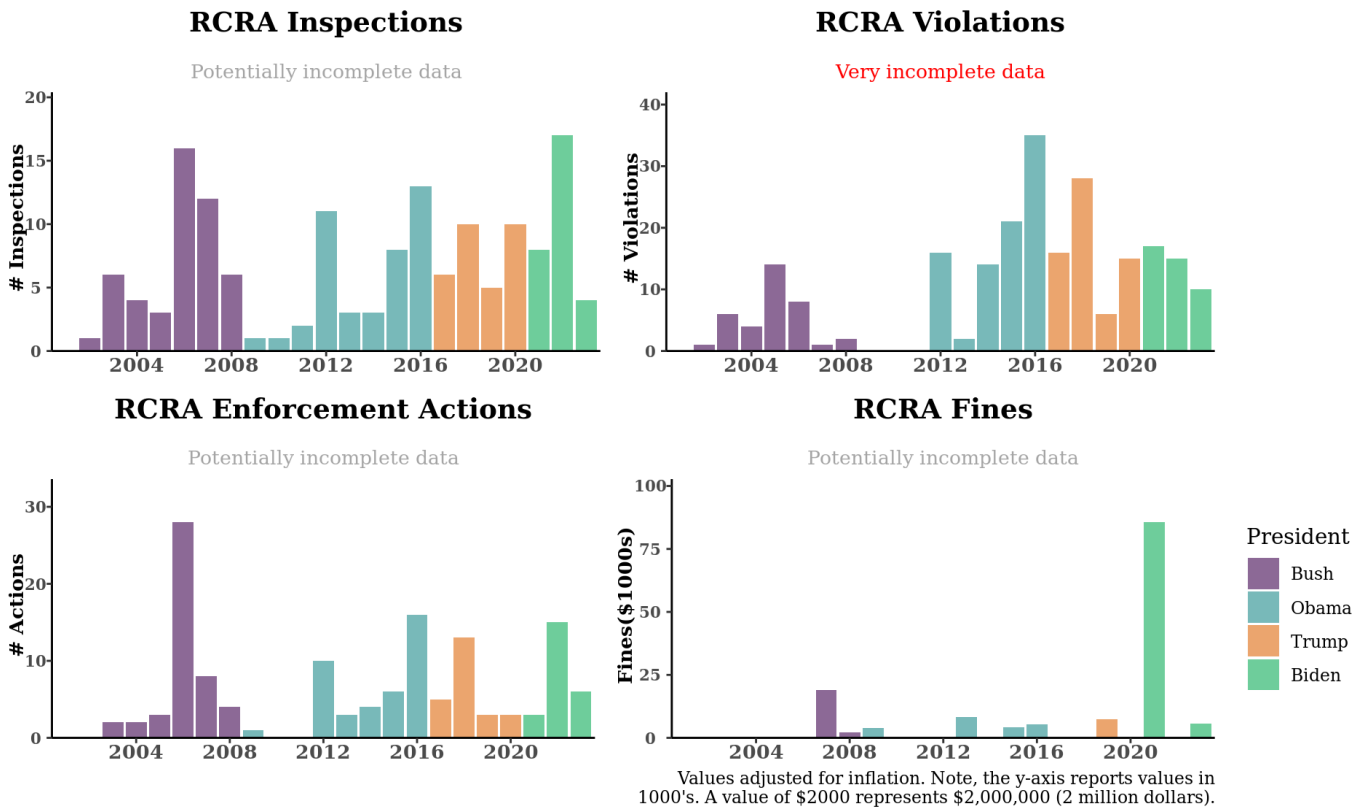 RCRA Inspections
Potentially incomplete data
# Inspections
20
15
10
5
0
2004 2008 2012 2016 2020
RCRA Violations
Very incomplete data
# Violations
40
30
20
10
0
2004 2008 2012 2016 2020
RCRA Enforcement Actions
Potentially incomplete data
# Actions
30
20
10
0
2004 2008 2012 2016 2020
RCRA Fines
Potentially incomplete data
Fines($1000s)
100
75
50
25
0
2004 2008 2012 2016 2020
President
Bush
Obama
Trump
Biden
Values adjusted for inflation. Note, the y-axis reports values in
1000's. A value of $2000 represents $2,000,000 (2 million dollars).